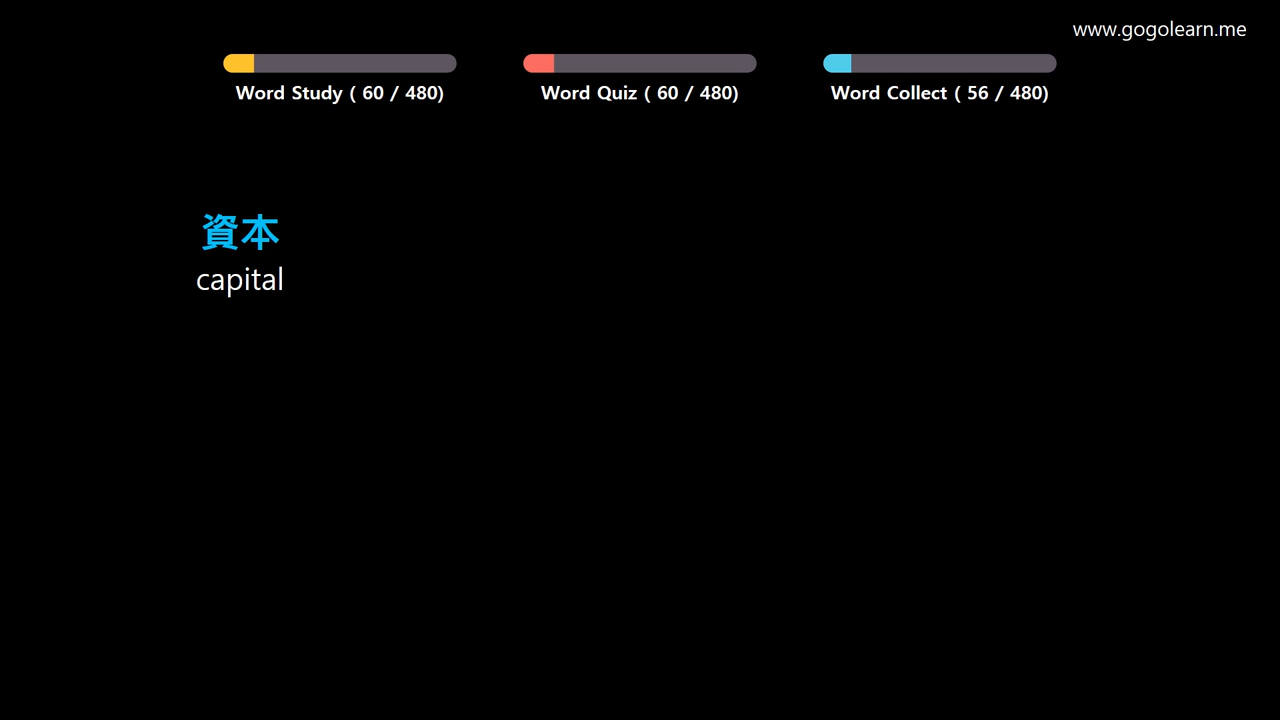 www.gogolearn.me
Word Study ( 60 / 480)
Word Quiz ( 60 / 480)
Word Collect ( 56 / 480)
資本
capital